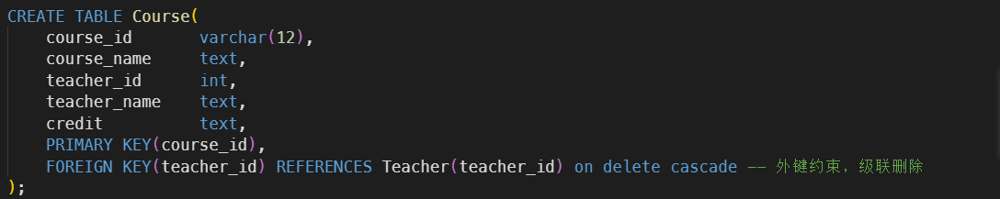 CREATE TABLE Course(
    course_id       varchar(12),
    course_name     text,
    teacher_id      int,
    teacher_name    text,
    credit          text,
    PRIMARY KEY(course_id),
    FOREIGN KEY(teacher_id) REFERENCES Teacher(teacher_id) on delete cascade -- 外键约束，级联删除
);